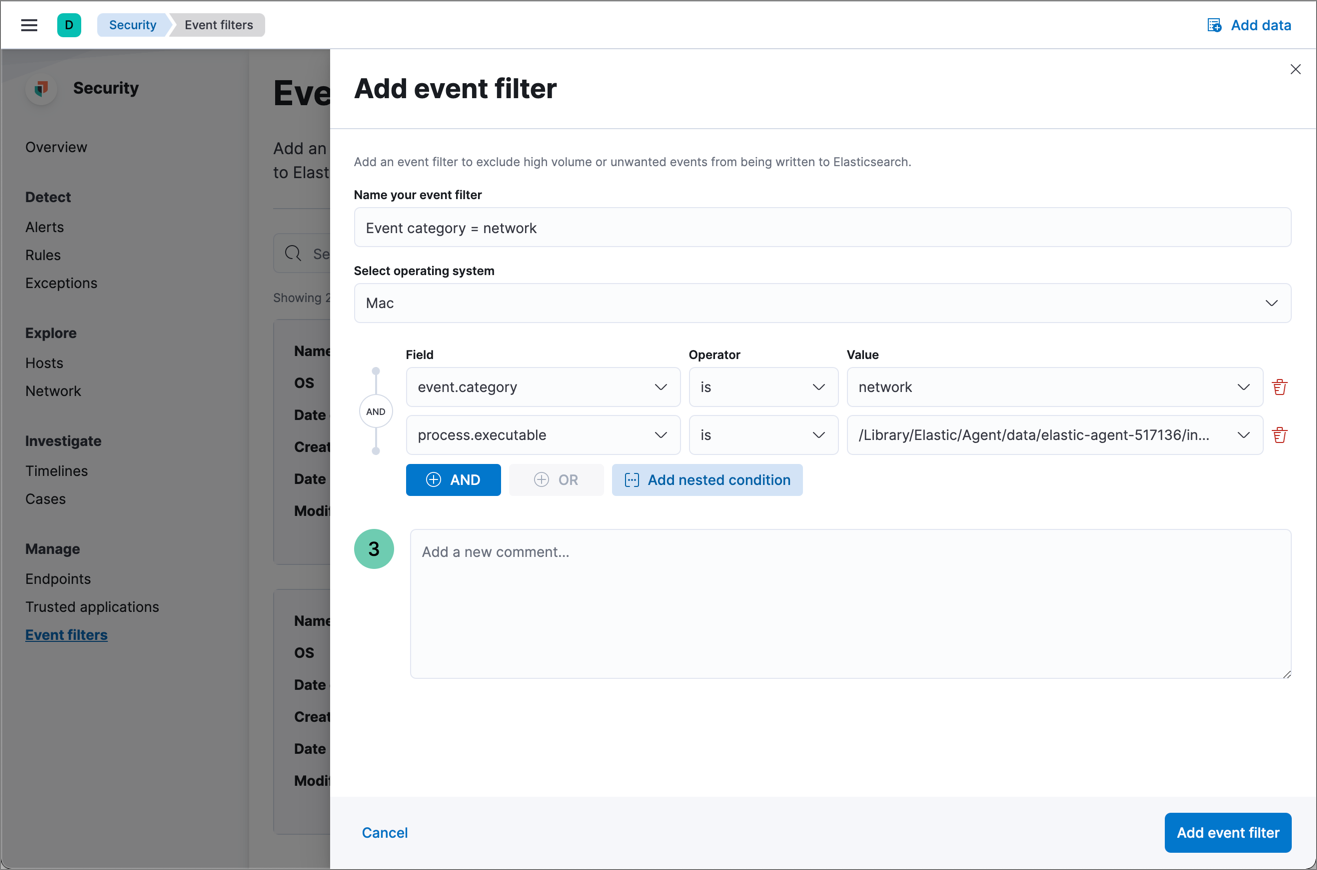 D
Security
Event filters
Add data
Security
Overview
Detect
Alerts
Rules
Exceptions
Explore
Hosts
Network
Investigate
Timelines
Cases
Manage
Endpoints
Trusted applications
Event filters
Eve
Add an
to Elast
Se
Showing 2
Name
OS
Date
Creat
Date
Modif
Name
OS
Date
Creat
Date
Modif
Add event filter
Add an event filter to exclude high volume or unwanted events from being written to Elasticsearch.
Name your event filter
Event category = network
Select operating system
Mac
Field Operator Value
event.category is network
AND
process.executable is /Library/Elastic/Agent/data/elastic-agent-517136/in...
AND OR Add nested condition
3
Add a new comment...
Cancel
Add event filter